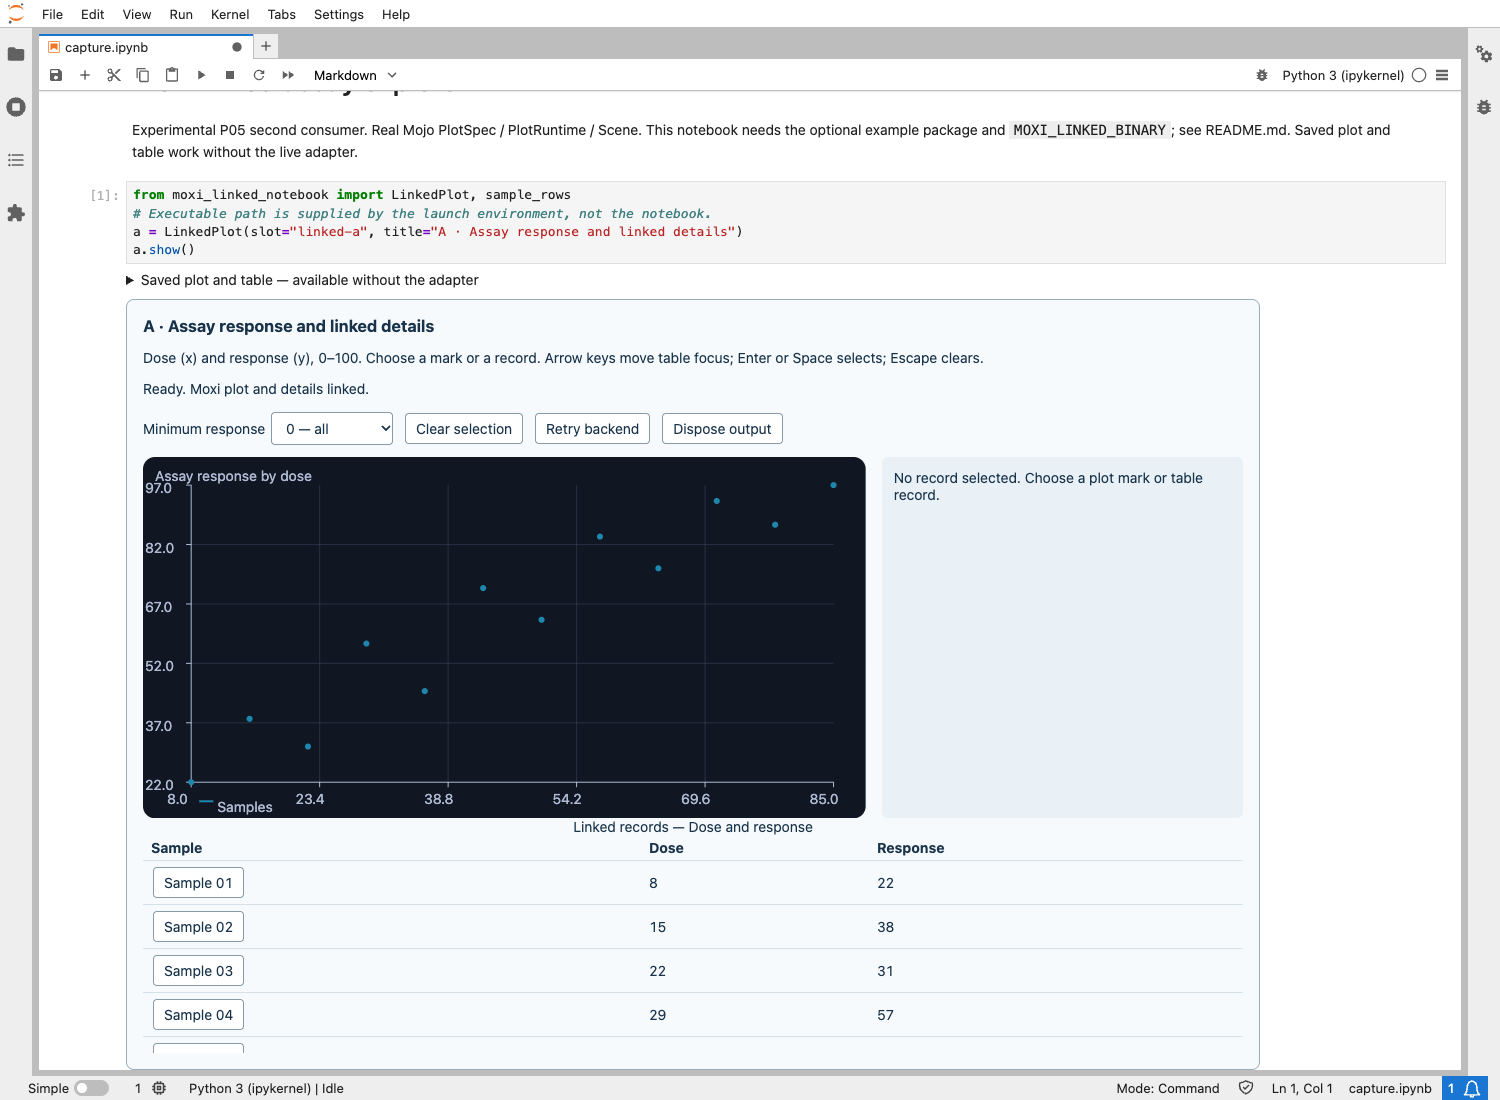 File Edit View Run Kernel Tabs Settings Help
capture.ipynb
Markdown
Python 3 (ipykernel)
Experimental P05 second consumer. Real Mojo PlotSpec / PlotRuntime / Scene. This notebook needs the optional example package and MOXI_LINKED_BINARY; see README.md. Saved plot and
table work without the live adapter.
[1]:
from moxi_linked_notebook import LinkedPlot, sample_rows
# Executable path is supplied by the launch environment, not the notebook.
a = LinkedPlot(slot="linked-a", title="A · Assay response and linked details")
a.show()
Saved plot and table — available without the adapter
A · Assay response and linked details
Dose (x) and response (y), 0–100. Choose a mark or a record. Arrow keys move table focus; Enter or Space selects; Escape clears.
Ready. Moxi plot and details linked.
Minimum response 0 — all Clear selection Retry backend Dispose output
Assay response by dose
97.0
82.0
67.0
52.0
37.0
22.0
8.0 23.4 38.8 54.2 69.6 85.0
Samples
No record selected. Choose a plot mark or table
record.
Linked records — Dose and response
Sample Dose Response
Sample 01 8 22
Sample 02 15 38
Sample 03 22 31
Sample 04 29 57
Simple 1 Python 3 (ipykernel) | Idle Mode: Command Ln 1, Col 1 capture.ipynb 1